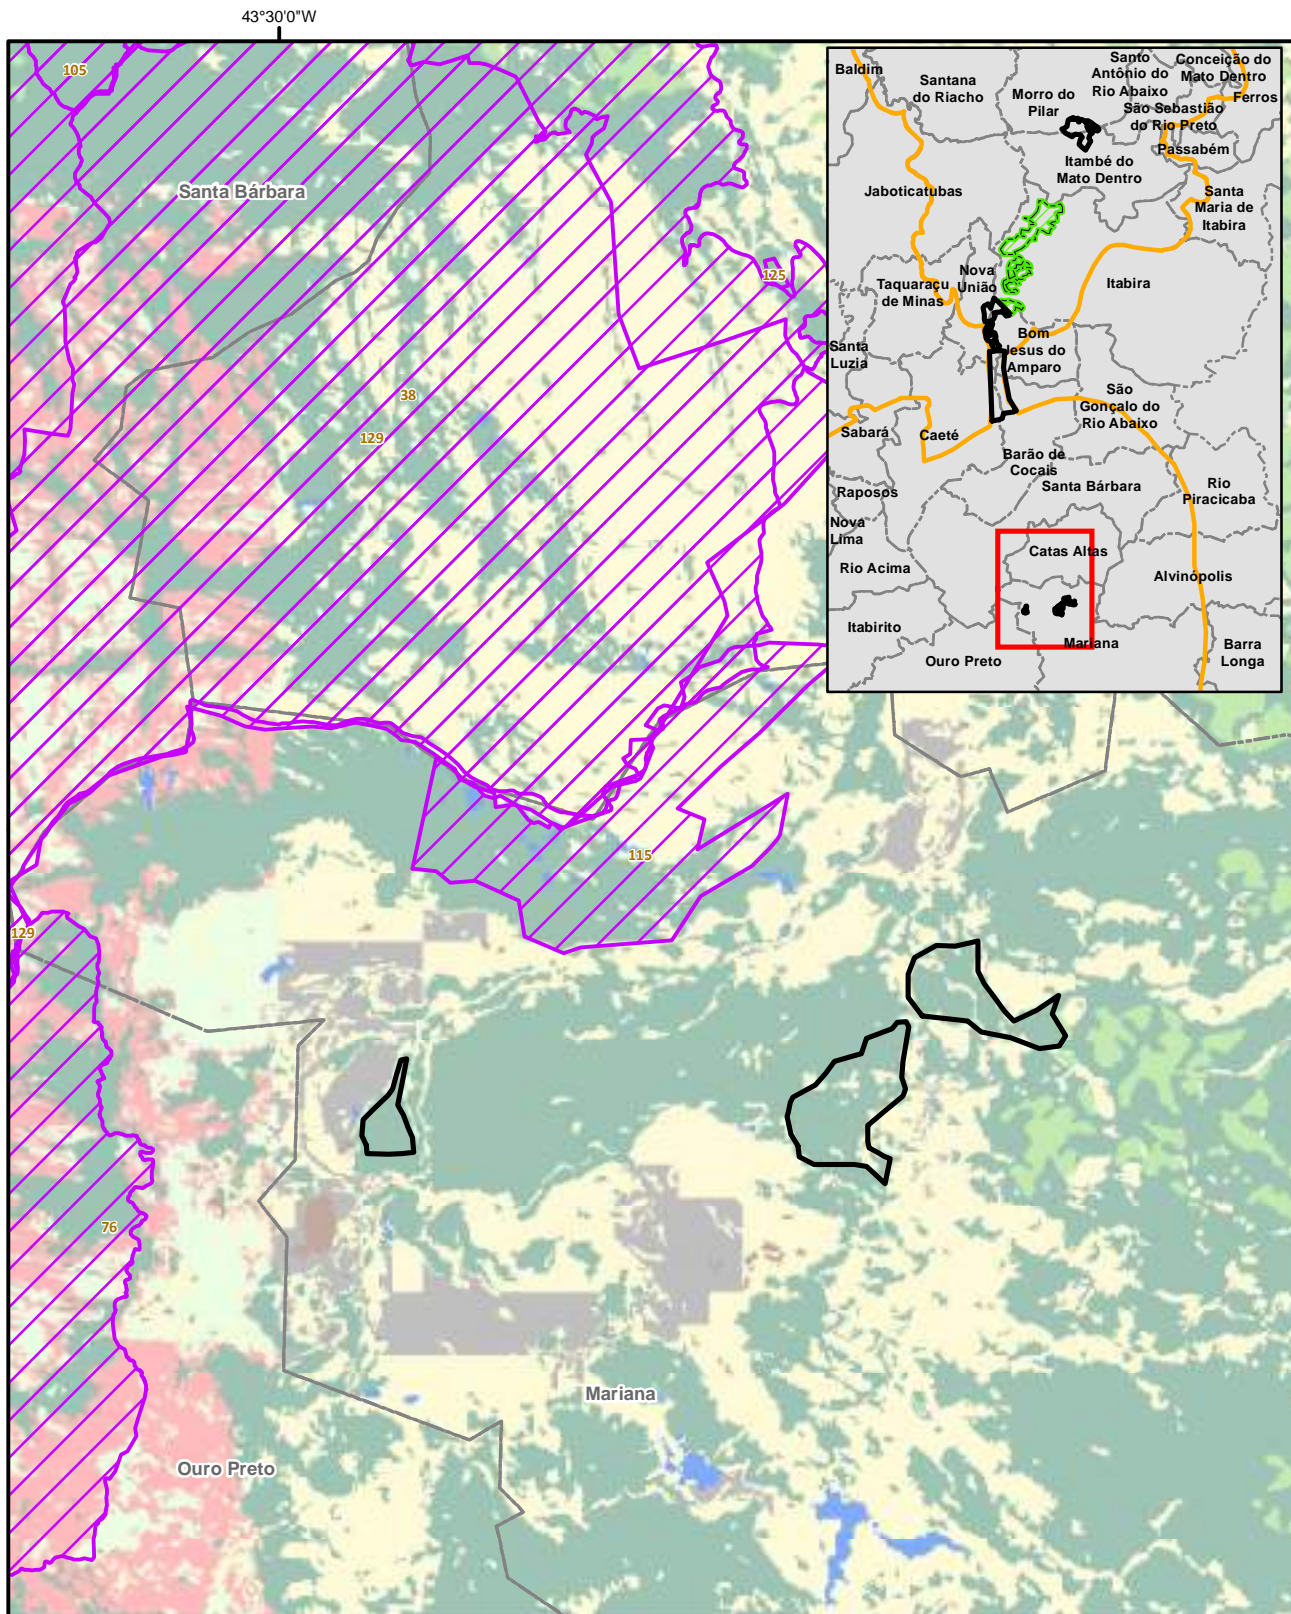 43°30'0"W
105
Santa Bárbara
125
38
129
115
129
76
Mariana
Ouro Preto
Baldim
Santana
do Riacho
Morro do
Pilar
Santo
Antônio do
Rio Abaixo
Conceição do
Mato Dentro
Ferros
São Sebastião
do Rio Preto
Passabém
Itambé do
Mato Dentro
Jaboticatubas
Santa
Maria de
Itabira
Nova
União
Taquaraçu
de Minas
Itabira
Bom
Jesus do
Amparo
Santa
Luzia
São
Gonçalo do
Rio Abaixo
Sabará
Caeté
Barão de
Cocais
Santa Bárbara
Rio
Piracicaba
Raposos
Nova
Lima
Catas Altas
Rio Acima
Alvinópolis
Itabirito
Mariana
Ouro Preto
Barra
Longa